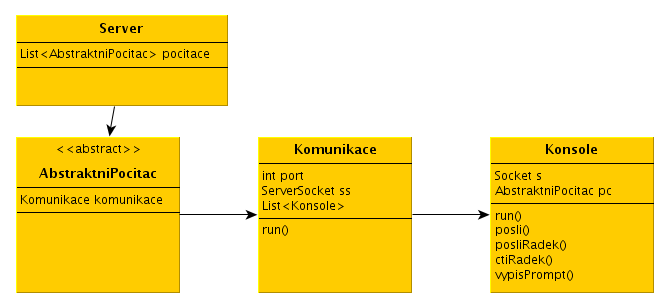 Server
List<AbstraktniPocitac> pocitace
<<abstract>>
AbstraktniPocitac
Komunikace komunikace
Komunikace
int port
ServerSocket ss
List<Konsole>
run()
Konsole
Socket s
AbstraktniPocitac pc
run()
posli()
posliRadek()
ctiRadek()
vypisPrompt()